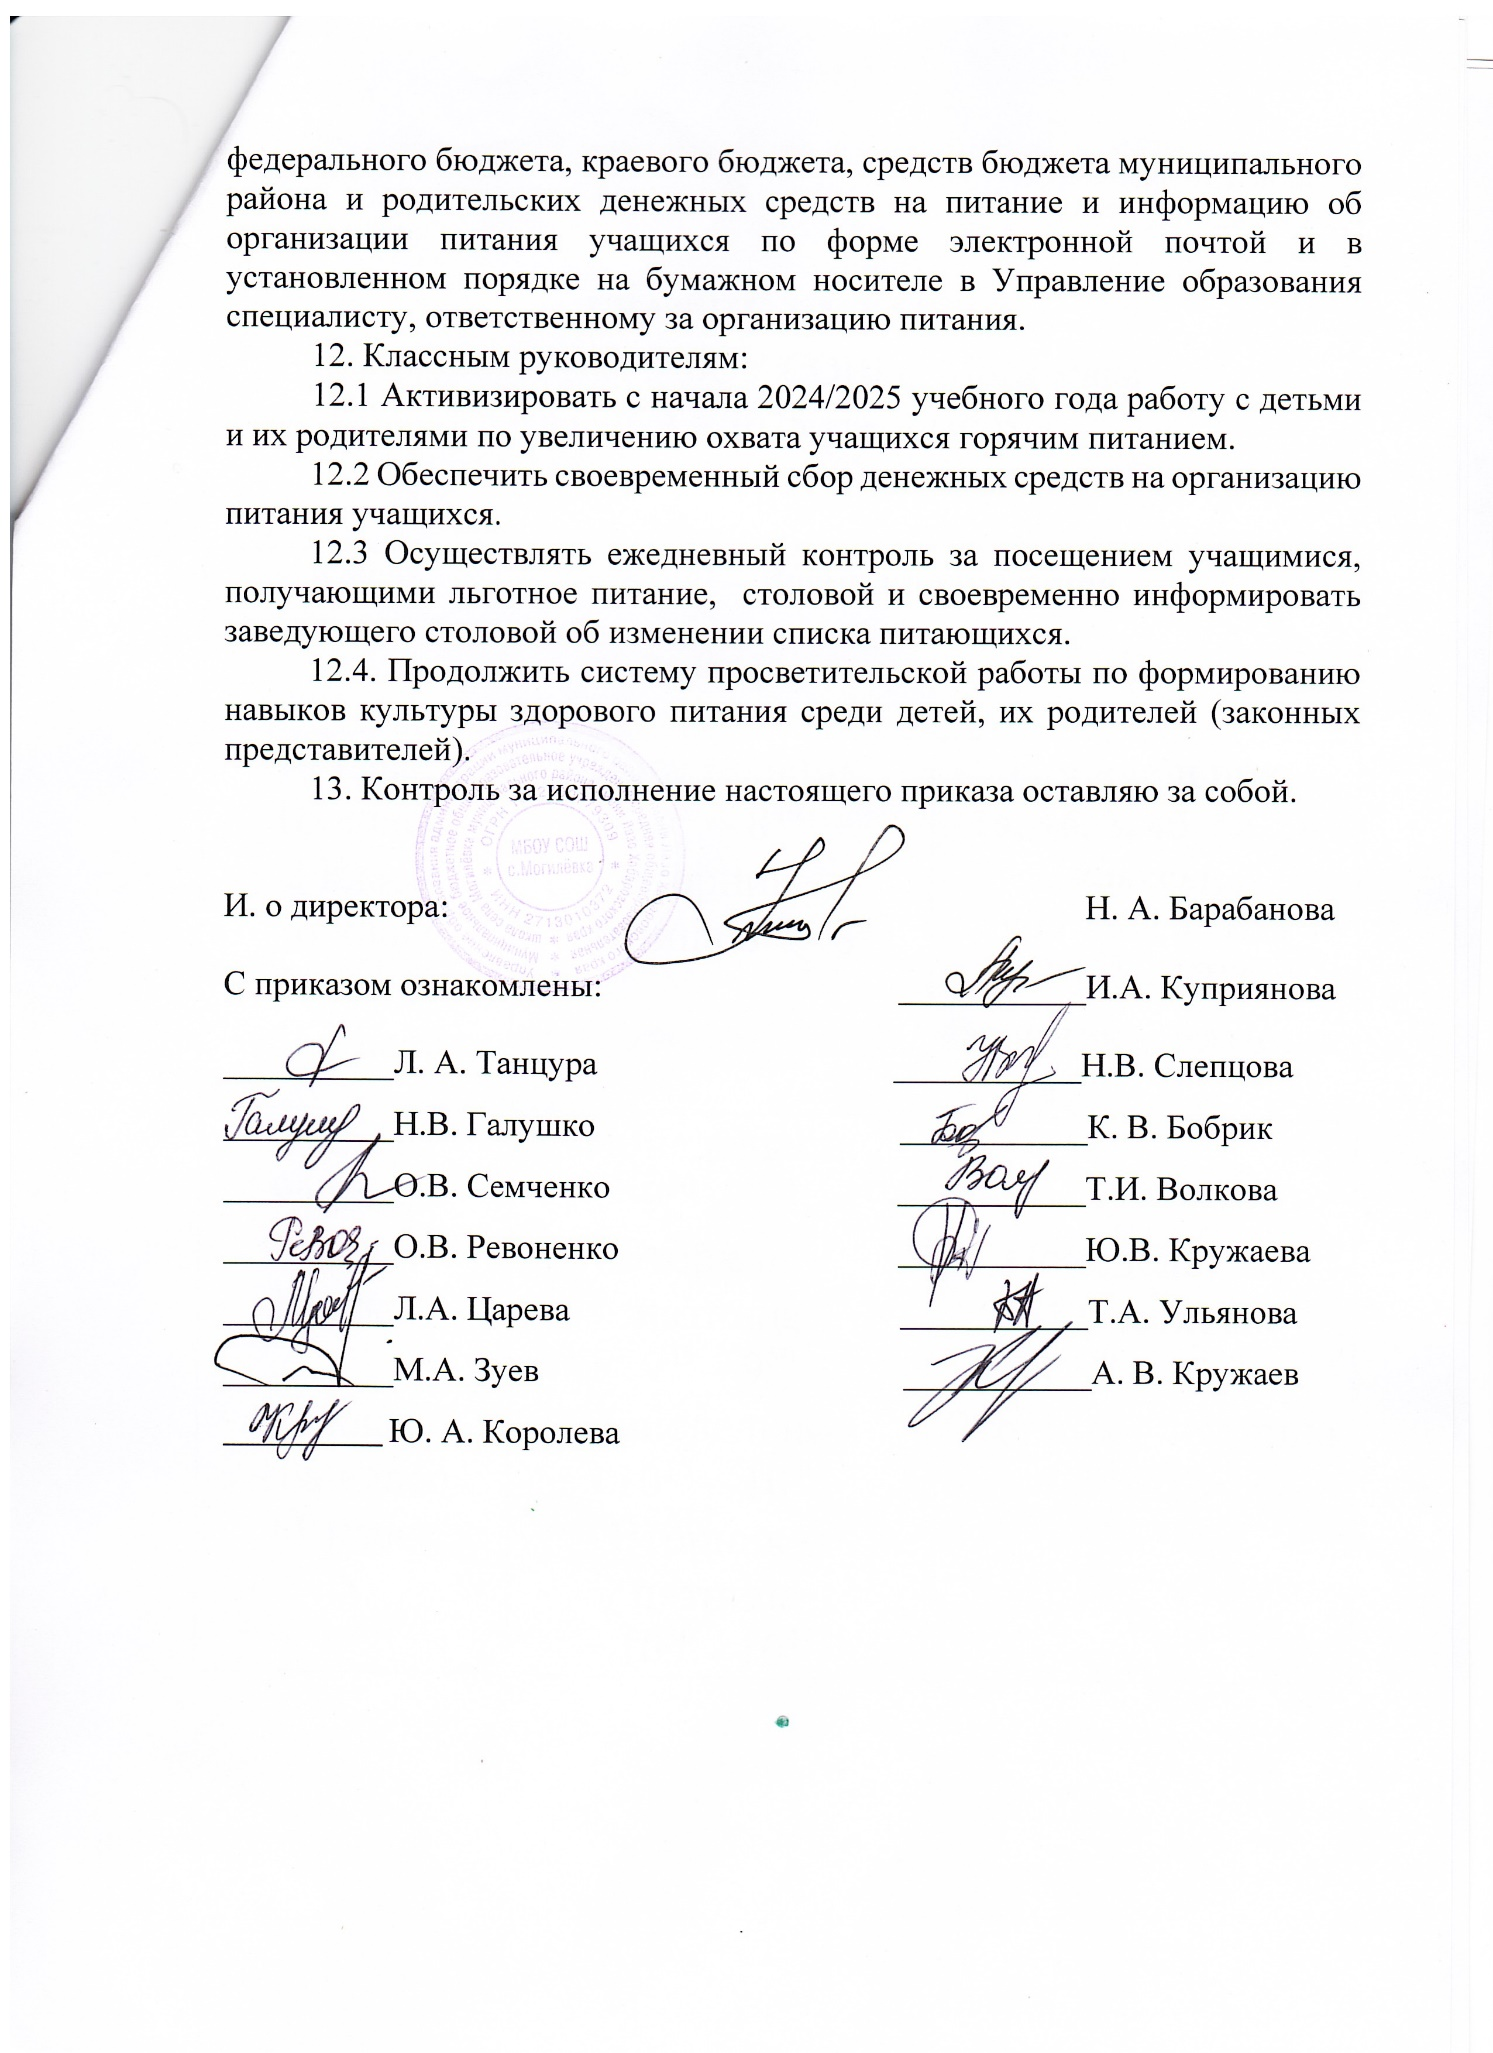 федерального бюджета, краевого бюджета, средств бюджета муниципального
района и родительских денежных средств на питание и информацию об
организации питания учащихся по форме электронной почтой и в
установленном порядке на бумажном носителе в Управление образования
специалисту, ответственному за организацию питания.
12. Классным руководителям:
12.1 Активизировать с начала 2024/2025 учебного года работу с детьми
и их родителями по увеличению охвата учащихся горячим питанием.
12.2 Обеспечить своевременный сбор денежных средств на организацию
питания учащихся.
12.3 Осуществлять ежедневный контроль за посещением учащимися,
получающими льготное питание, столовой и своевременно информировать
заведующего столовой об изменении списка питающихся.
12.4. Продолжить систему просветительской работы по формированию
навыков культуры здорового питания среди детей, их родителей (законных
представителей).
13. Контроль за исполнение настоящего приказа оставляю за собой.
МБОУ СОШ
с.Могилёвка
ИНН 2713010372
И. о директора: Н. А. Барабанова
С приказом ознакомлены: И.А. Куприянова
Л. А. Танцура Н.В. Слепцова
Н.В. Галушко К. В. Бобрик
О.В. Семченко Т.И. Волкова
О.В. Ревоненко Ю.В. Кружаева
Л.А. Царева Т.А. Ульянова
М.А. Зуев А. В. Кружаев
Ю. А. Королева